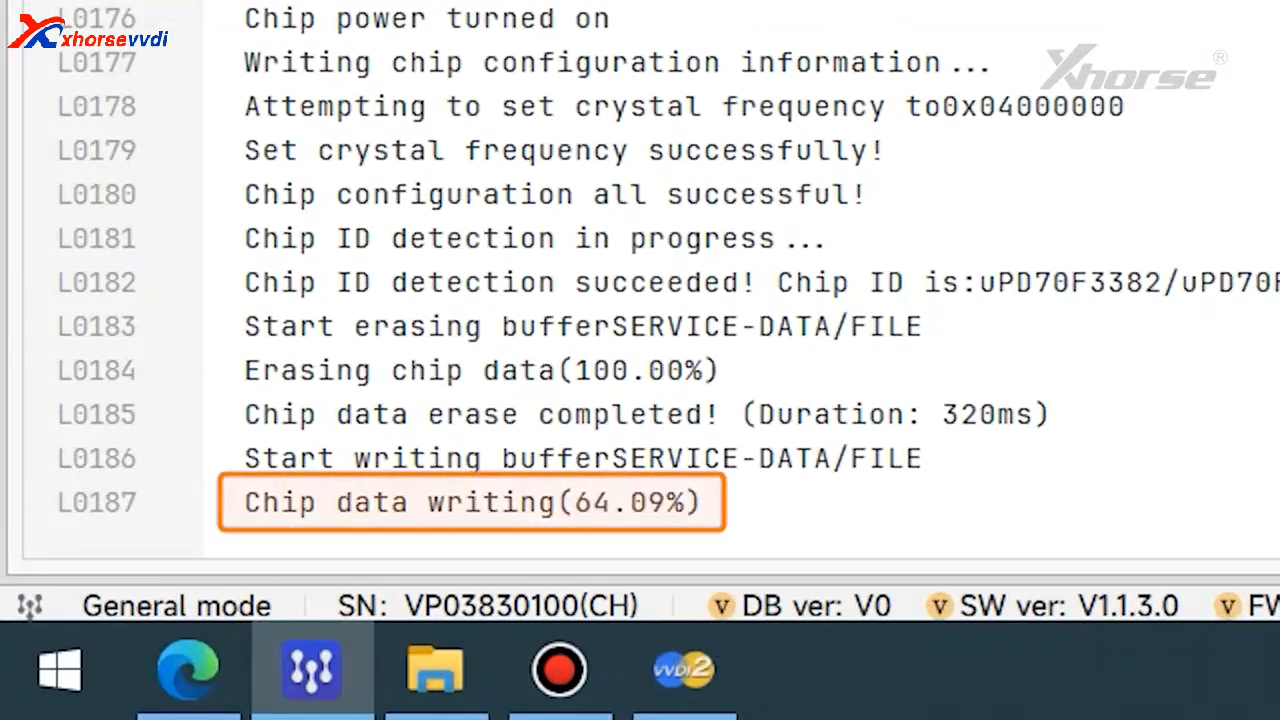 L0176 Chip power turned on
xhorsevvdi
Xhorse®
L0177 Writing chip configuration information...
L0178 Attempting to set crystal frequency to0x04000000
L0179 Set crystal frequency successfully!
L0180 Chip configuration all successful!
L0181 Chip ID detection in progress...
L0182 Chip ID detection succeeded! Chip ID is:uPD70F3382/uPD70F
L0183 Start erasing bufferSERVICE-DATA/FILE
L0184 Erasing chip data(100.00%)
L0185 Chip data erase completed! (Duration: 320ms)
L0186 Start writing bufferSERVICE-DATA/FILE
L0187 Chip data writing(64.09%)
General mode SN: VP03830100(CH) V DB ver: V0 V SW ver: V1.1.3.0 V FW
VVDI2